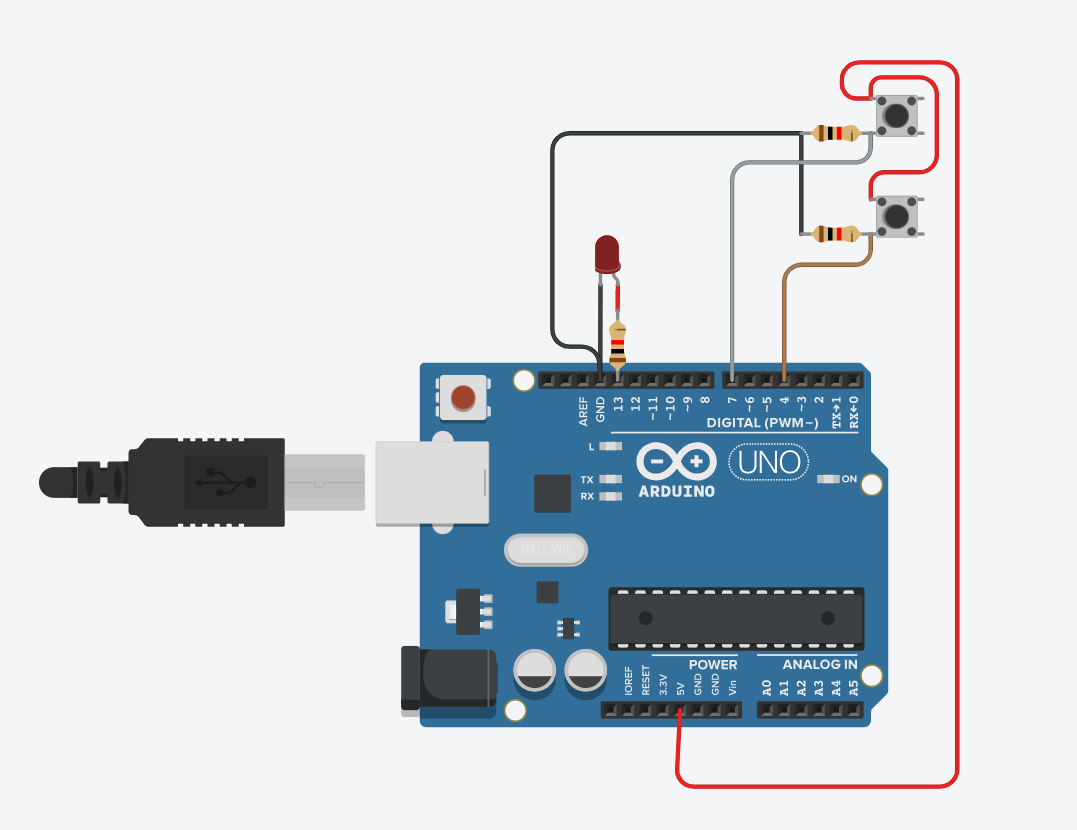 AREF
GND
13
12
~11
~10
~9
8
7
~6
~5
4
~3
2
TX→1
RX←0
DIGITAL (PWM~)
L
TX
RX
UNO
ON
ARDUINO
SPK16.000G
POWER
ANALOG IN
IOREF
RESET
3.3V
5V
GND
GND
Vin
A0
A1
A2
A3
A4
A5